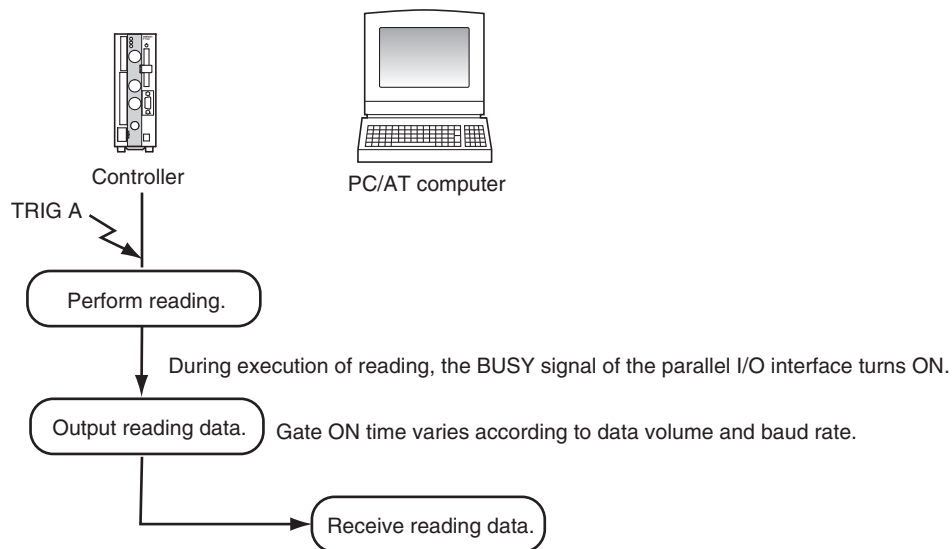 Controller
PC/AT computer
TRIG A
Perform reading.
During execution of reading, the BUSY signal of the parallel I/O interface turns ON.
Output reading data.
Gate ON time varies according to data volume and baud rate.
Receive reading data.